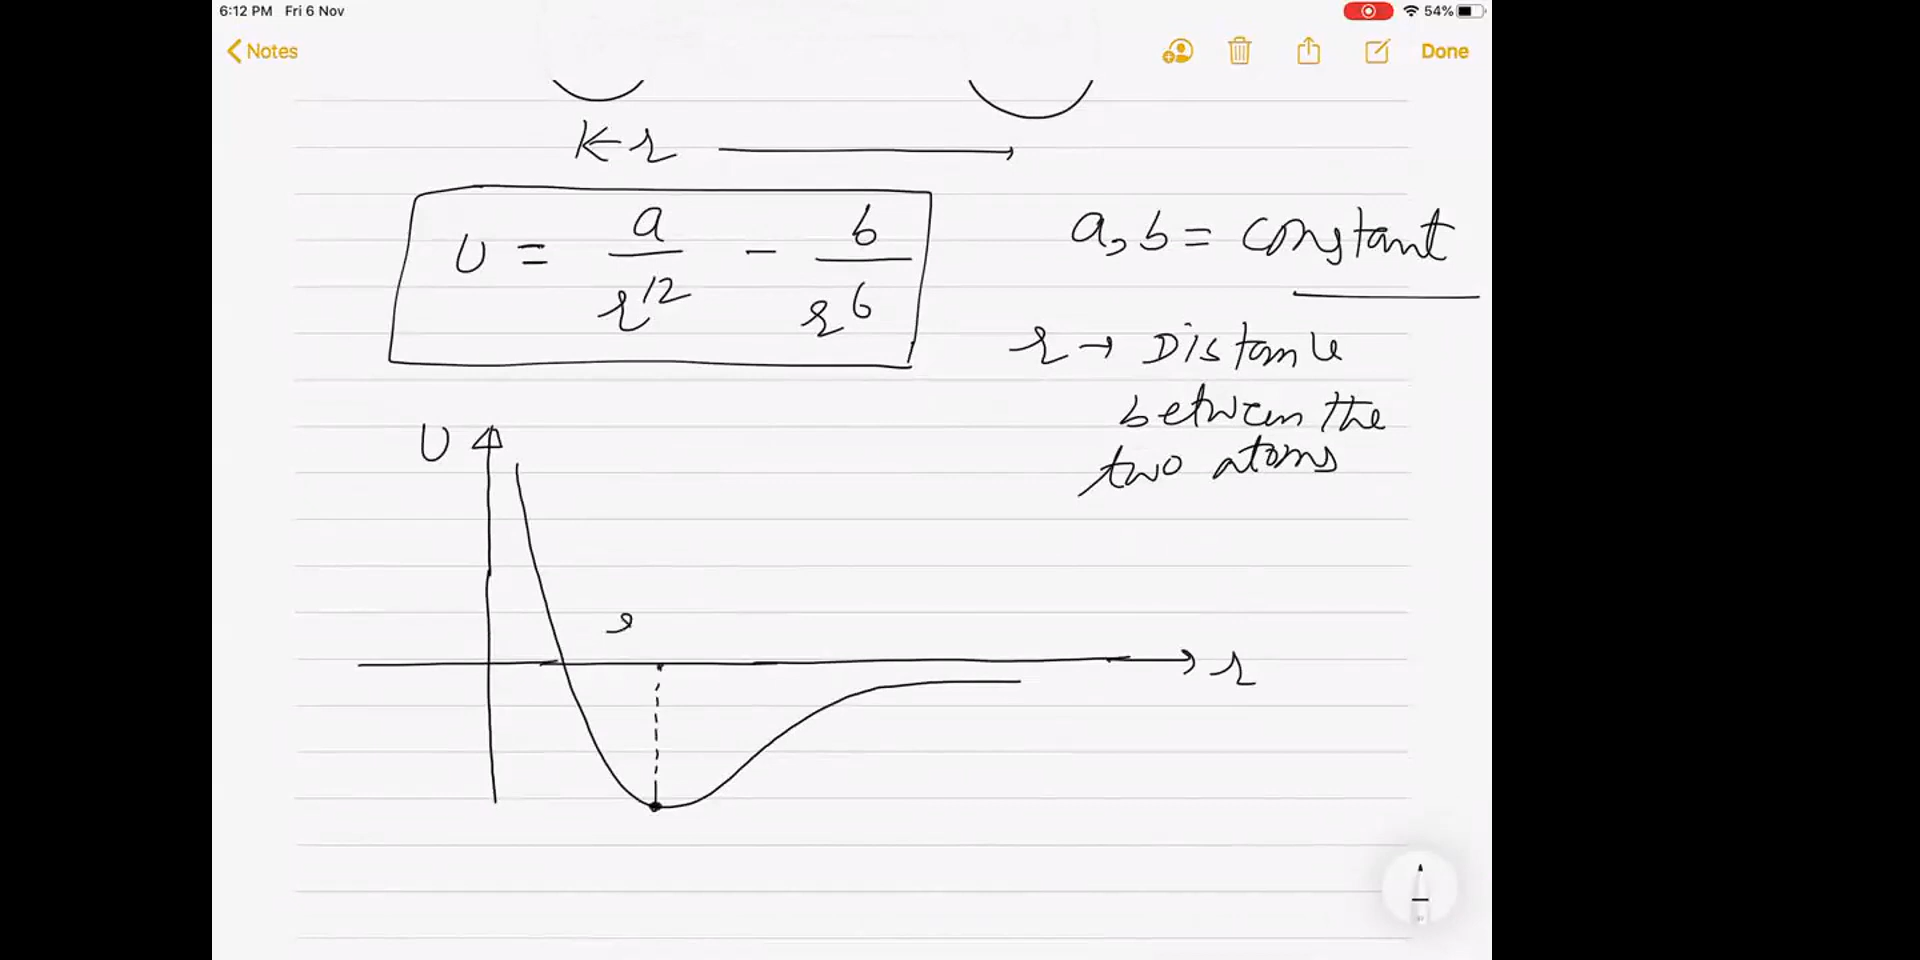 6:12 PM Fri 6 Nov
54%
Notes
Done
r
U = a/r^12 - b/r^6
a, b = constant
r → Distance
between the
two atoms
U
r